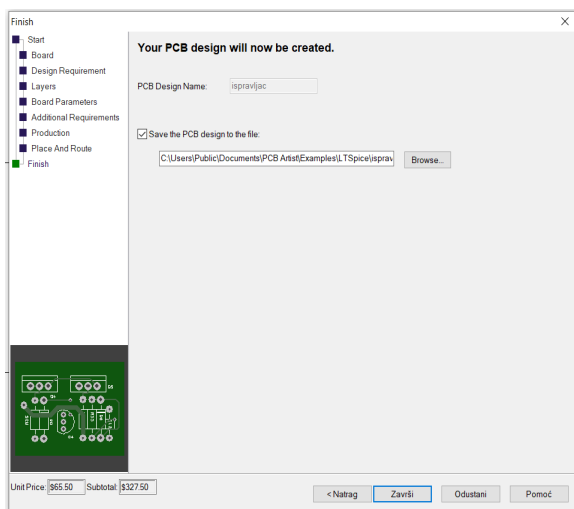 Finish
Start
Board
Design Requirement
Layers
Board Parameters
Additional Requirements
Production
Place And Route
Finish
Your PCB design will now be created.
PCB Design Name: ispravljac
Save the PCB design to the file:
C:\Users\Public\Documents\PCB Artist\Examples\LTSpice\isprav Browse...
Unit Price: $65.50 Subtotal: $327.50
< Natrag Završi Odustani Pomoć